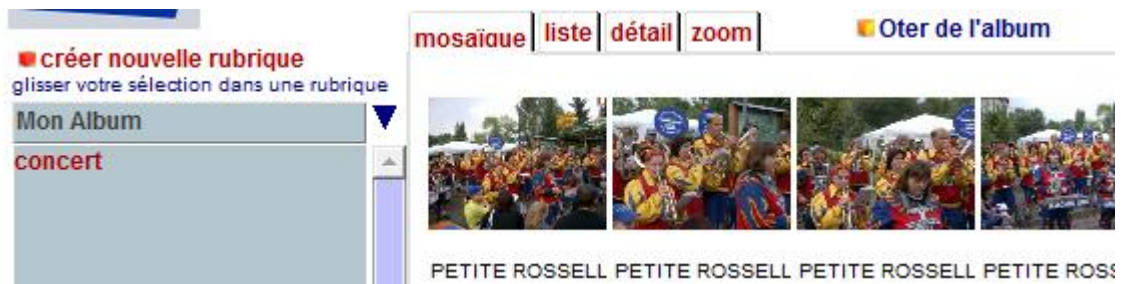 mosaïque liste détail zoom Oter de l'album
créer nouvelle rubrique
glisser votre sélection dans une rubrique
Mon Album
concert
PETITE ROSSELL PETITE ROSSELL PETITE ROSSELL PETITE ROSS